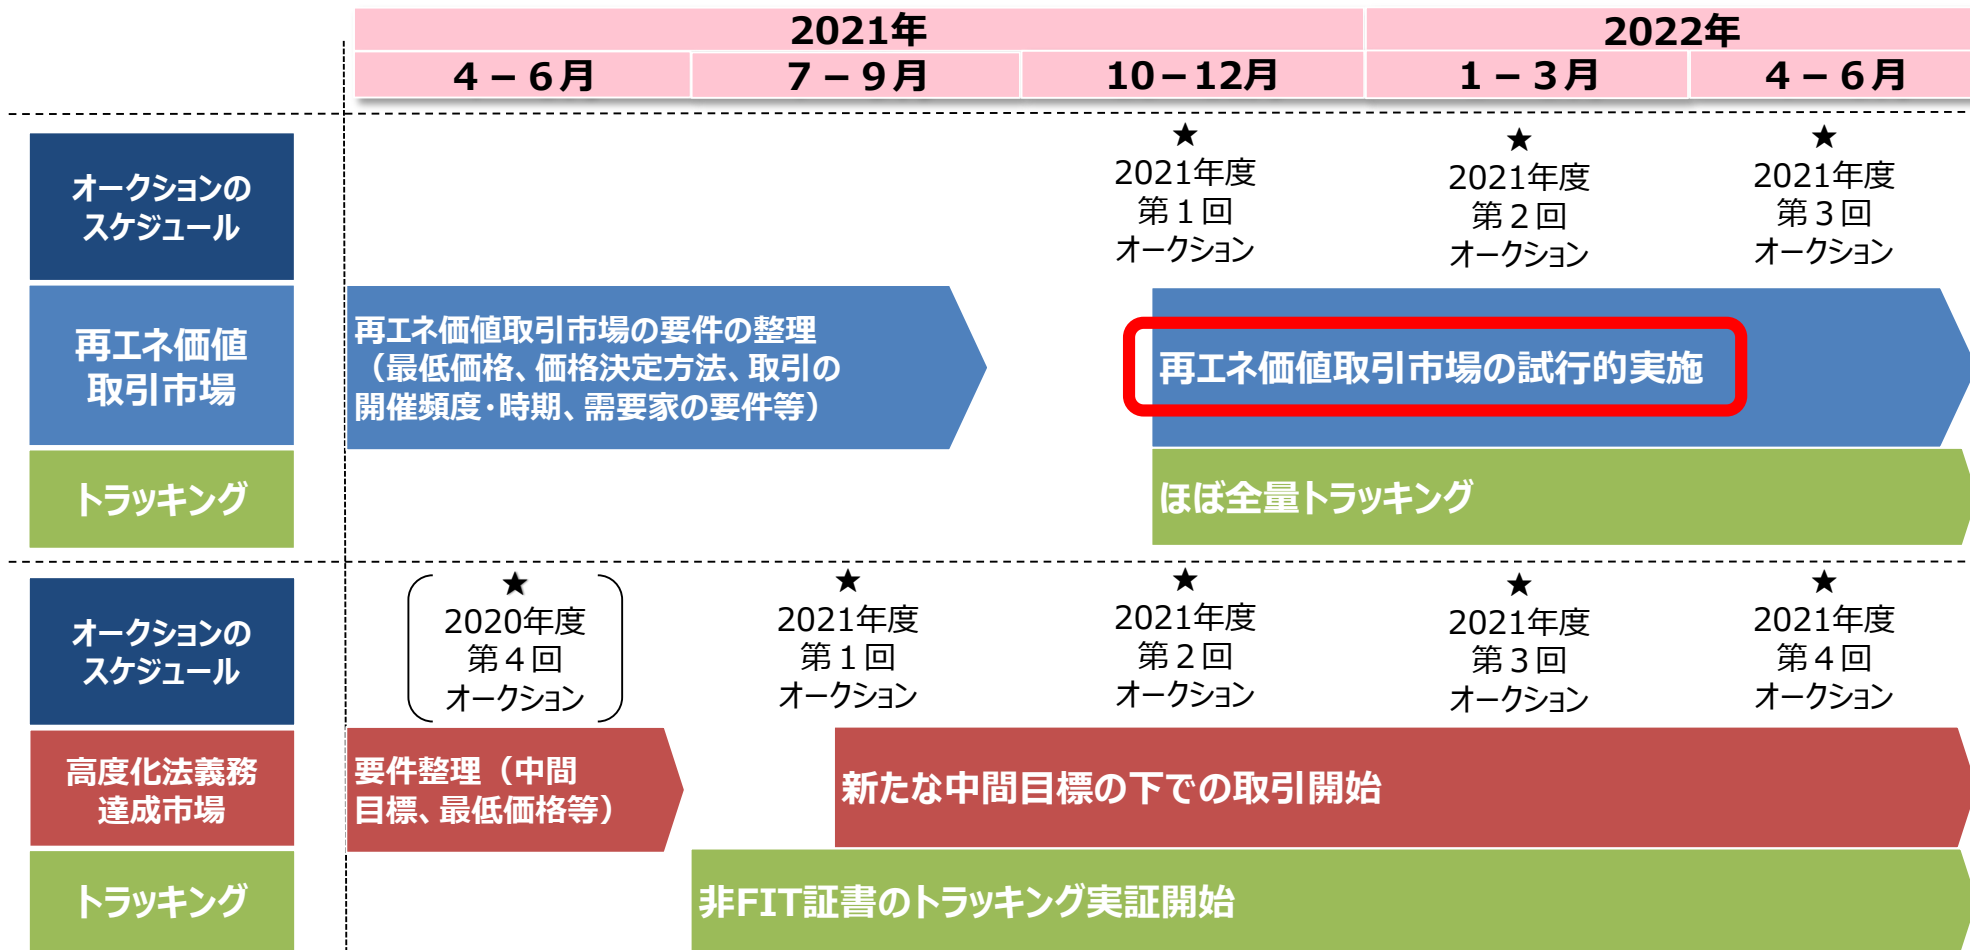 2021年
2022年
4－6月
7－9月
10－12月
1－3月
4－6月
オークションの
スケジュール
★
2021年度
第1回
オークション
★
2021年度
第2回
オークション
★
2021年度
第3回
オークション
再エネ価値
取引市場
再エネ価値取引市場の要件の整理
（最低価格、価格決定方法、取引の
開催頻度・時期、需要家の要件等）
再エネ価値取引市場の試行的実施
トラッキング
ほぼ全量トラッキング
オークションの
スケジュール
★
2020年度
第4回
オークション
★
2021年度
第1回
オークション
★
2021年度
第2回
オークション
★
2021年度
第3回
オークション
★
2021年度
第4回
オークション
高度化法義務
達成市場
要件整理（中間
目標、最低価格等）
新たな中間目標の下での取引開始
トラッキング
非FIT証書のトラッキング実証開始